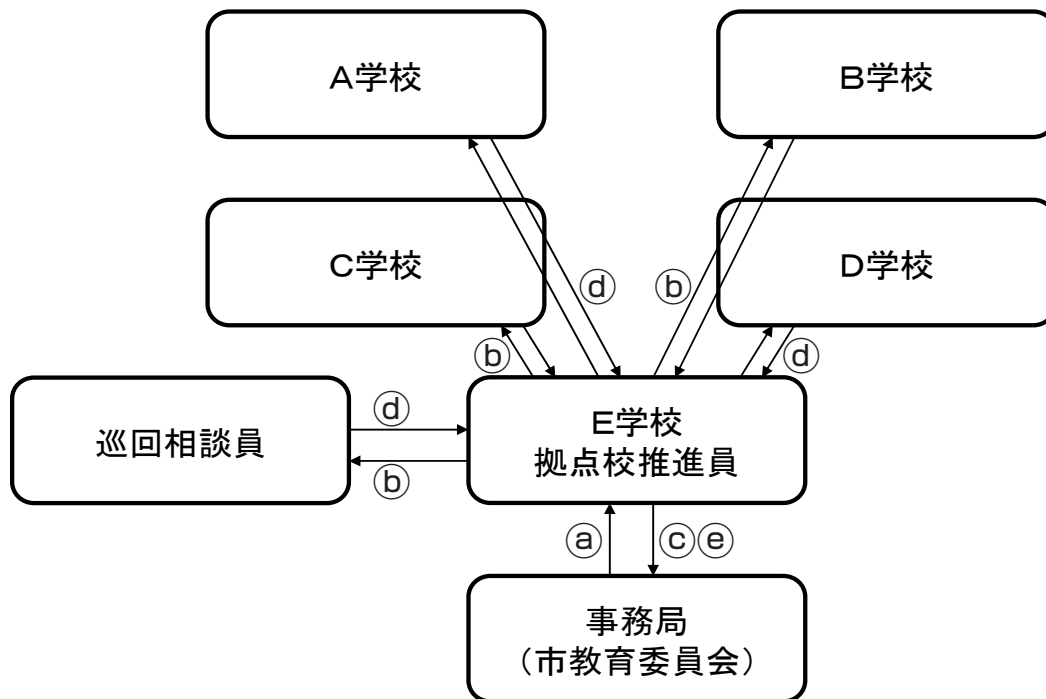 A学校
B学校
C学校
D学校
ⓓ
ⓑ
ⓑ
ⓓ
巡回相談員
ⓓ
ⓑ
E学校
拠点校推進員
ⓐ
ⓒⓔ
事務局
（市教育委員会）